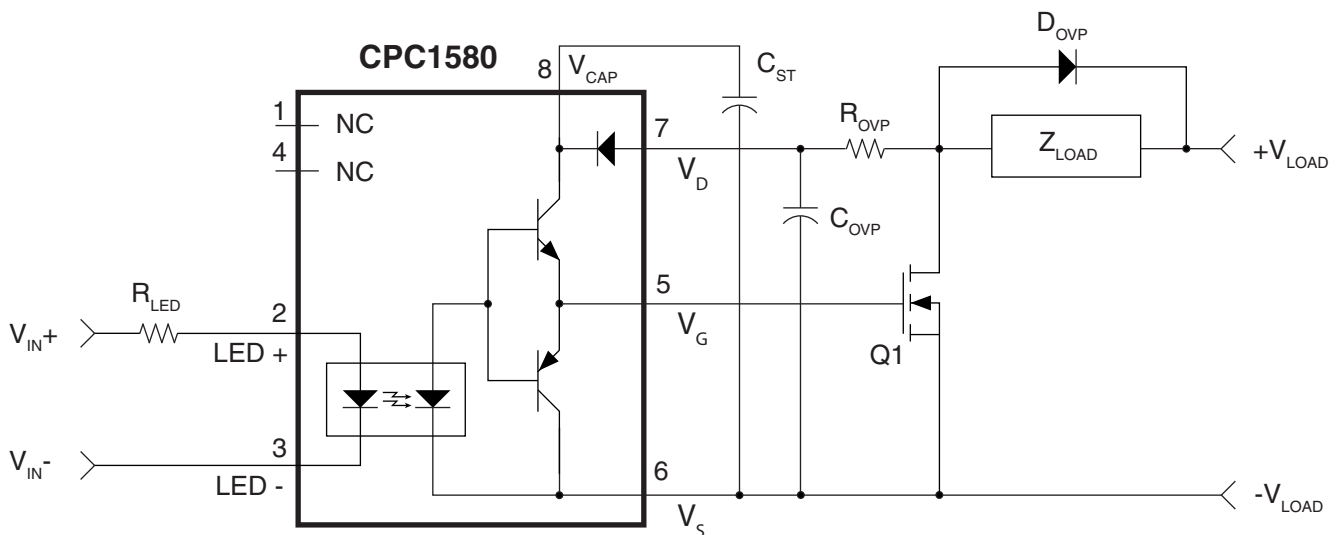 CPC1580
8
V_CAP
C_ST
D_OVP
1
NC
4
NC
7
V_D
R_OVP
Z_LOAD
+V_LOAD
C_OVP
R_LED
V_IN+
2
LED +
5
V_G
Q1
V_IN-
3
LED -
6
V_S
-V_LOAD